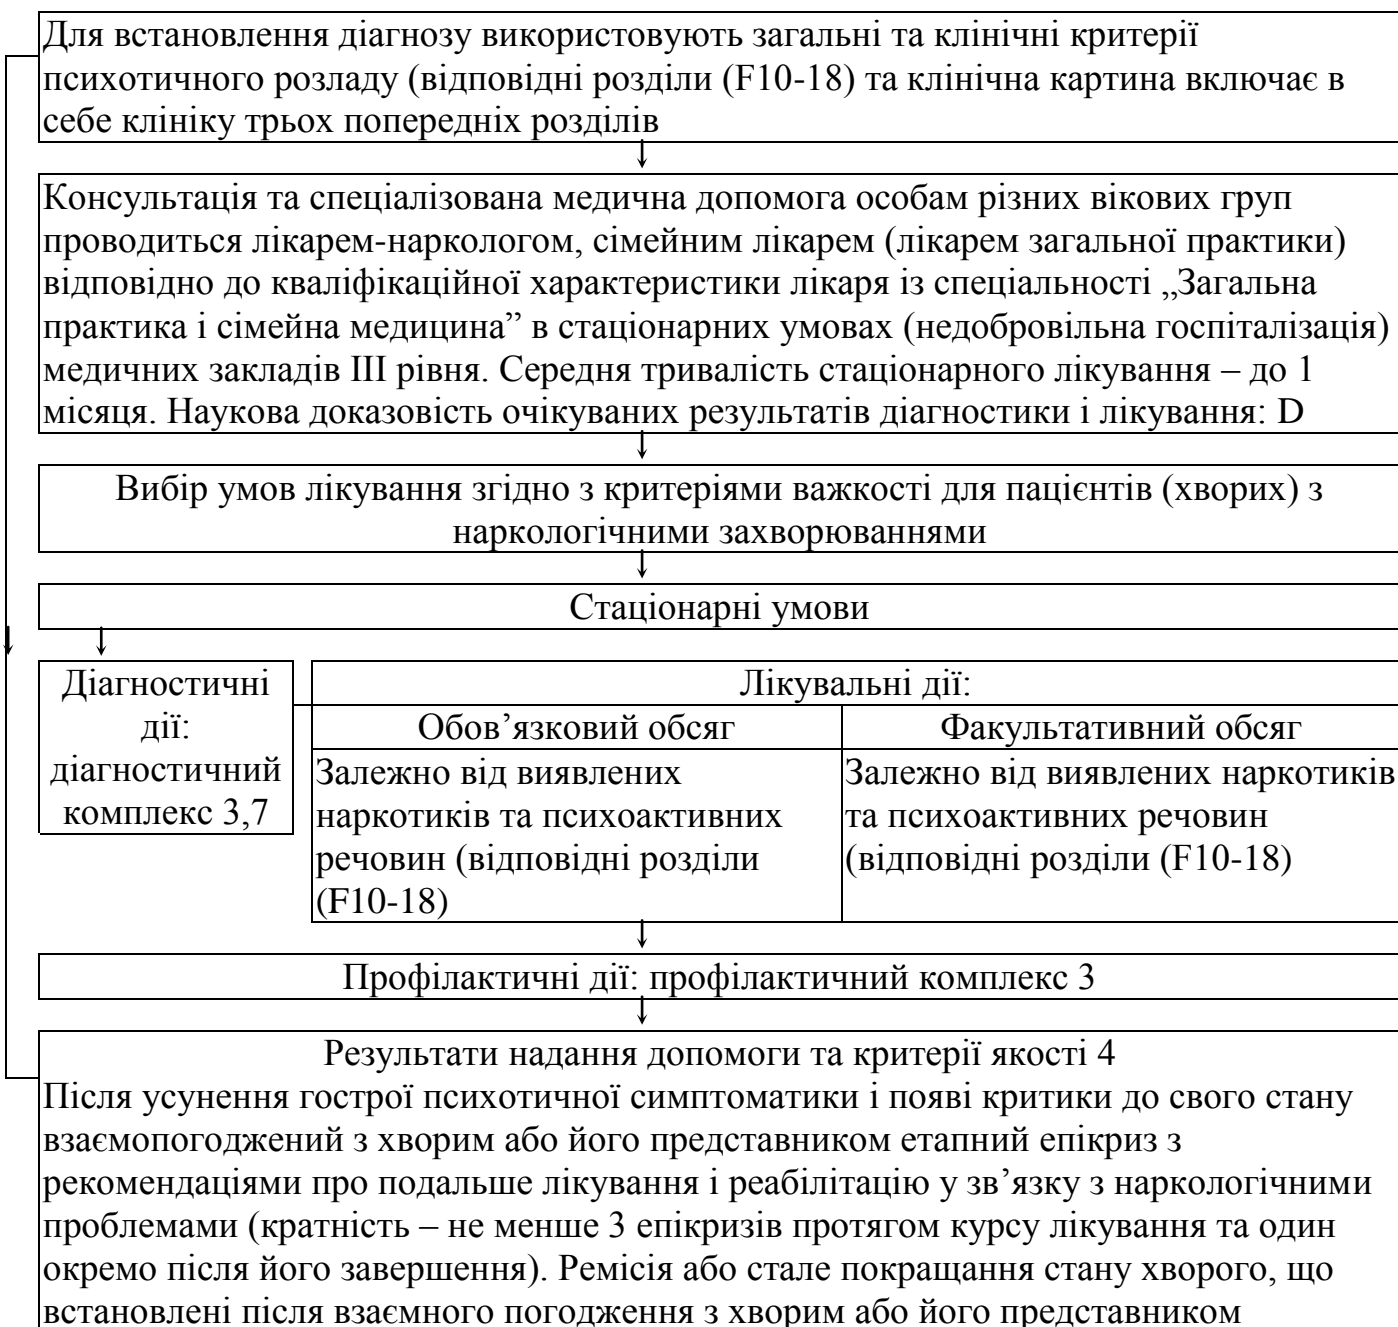 Для встановлення діагнозу використовують загальні та клінічні критерії
психотичного розладу (відповідні розділи (F10-18) та клінічна картина включає в
себе клініку трьох попередніх розділів
Консультація та спеціалізована медична допомога особам різних вікових груп
проводиться лікарем-наркологом, сімейним лікарем (лікарем загальної практики)
відповідно до кваліфікаційної характеристики лікаря із спеціальності „Загальна
практика і сімейна медицина” в стаціонарних умовах (недобровільна госпіталізація)
медичних закладів III рівня. Середня тривалість стаціонарного лікування – до 1
місяця. Наукова доказовість очікуваних результатів діагностики і лікування: D
Вибір умов лікування згідно з критеріями важкості для пацієнтів (хворих) з
наркологічними захворюваннями
Стаціонарні умови
Діагностичні
дії:
діагностичний
комплекс 3,7
Лікувальні дії:
Обов’язковий обсяг
Залежно від виявлених
наркотиків та психоактивних
речовин (відповідні розділи
(F10-18)
Факультативний обсяг
Залежно від виявлених наркотиків
та психоактивних речовин
(відповідні розділи (F10-18)
Профілактичні дії: профілактичний комплекс 3
Результати надання допомоги та критерії якості 4
Після усунення гострої психотичної симптоматики і появі критики до свого стану
взаємопогоджений з хворим або його представником етапний епікриз з
рекомендаціями про подальше лікування і реабілітацію у зв’язку з наркологічними
проблемами (кратність – не менше 3 епікризів протягом курсу лікування та один
окремо після його завершення). Ремісія або стале покращання стану хворого, що
встановлені після взаємного погодження з хворим або його представником